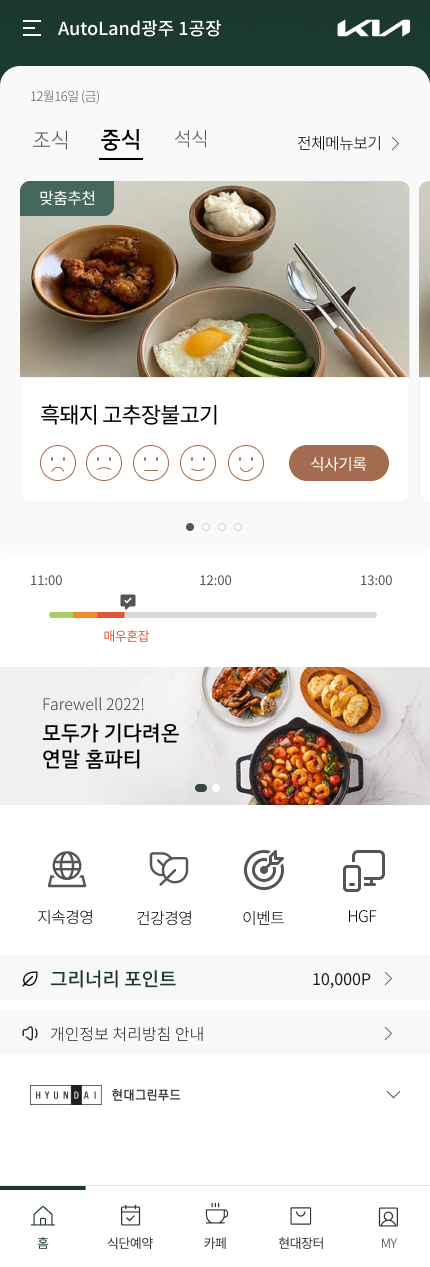 AutoLand광주 1공장
KIA
12월16일 (금)
조식 중식 석식 전체메뉴보기
맞춤추천
흑돼지 고추장불고기
식사기록
11:00 12:00 13:00
매우혼잡
Farewell 2022!
모두가 기다려온
연말 홈파티
지속경영 건강경영 이벤트 HGF
그리너리 포인트 10,000P
개인정보 처리방침 안내
HYUNDAI 현대그린푸드
홈 식단예약 카페 현대장터 MY